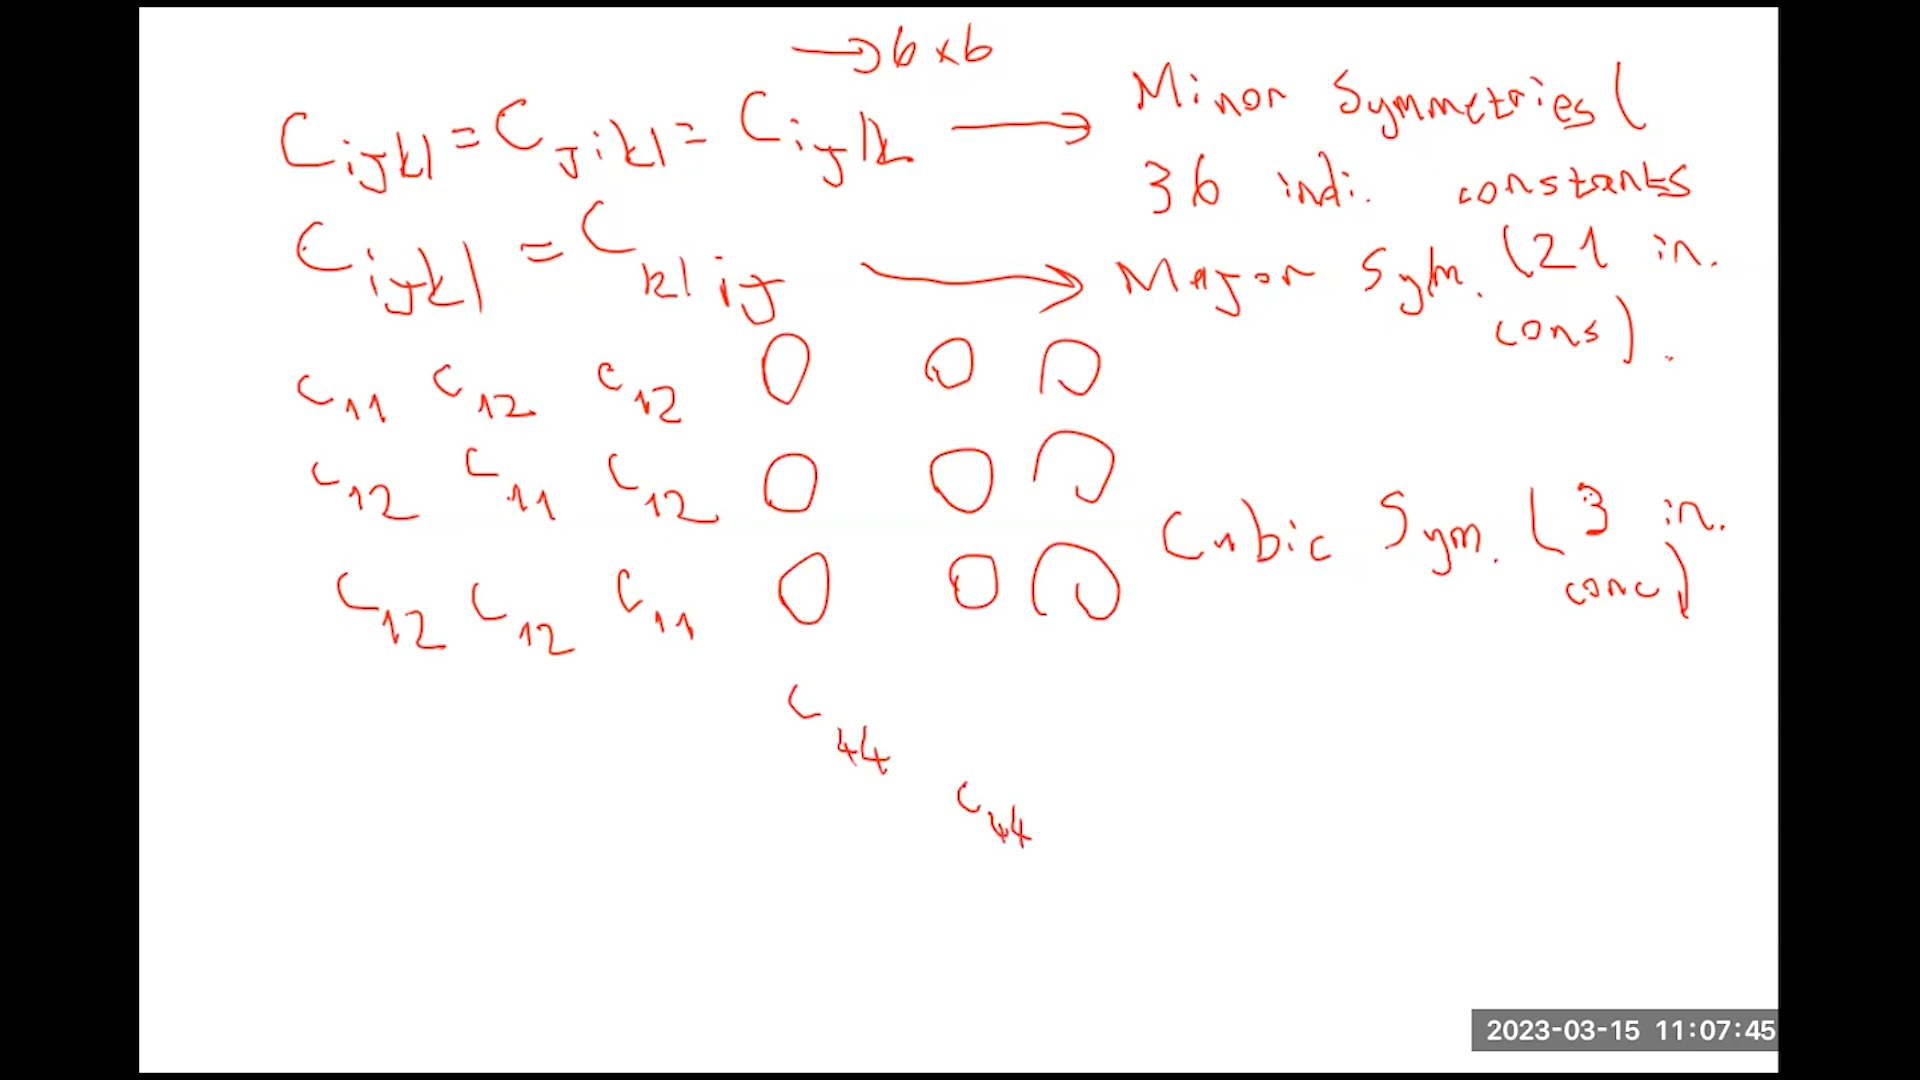 → 6x6
Cijkl = Cjikl = Cijlk → Minor Symmetries (
36 indi. constants
Cijkl = Cklij → Major Sym. (21 in.
cons).
C11 C12 C12 0 0 0
C12 C11 C12 0 0 0
Cubic Sym. (3 in.
conc)
C12 C12 C11 0 0 0
C44
C44
2023-03-15 11:07:45